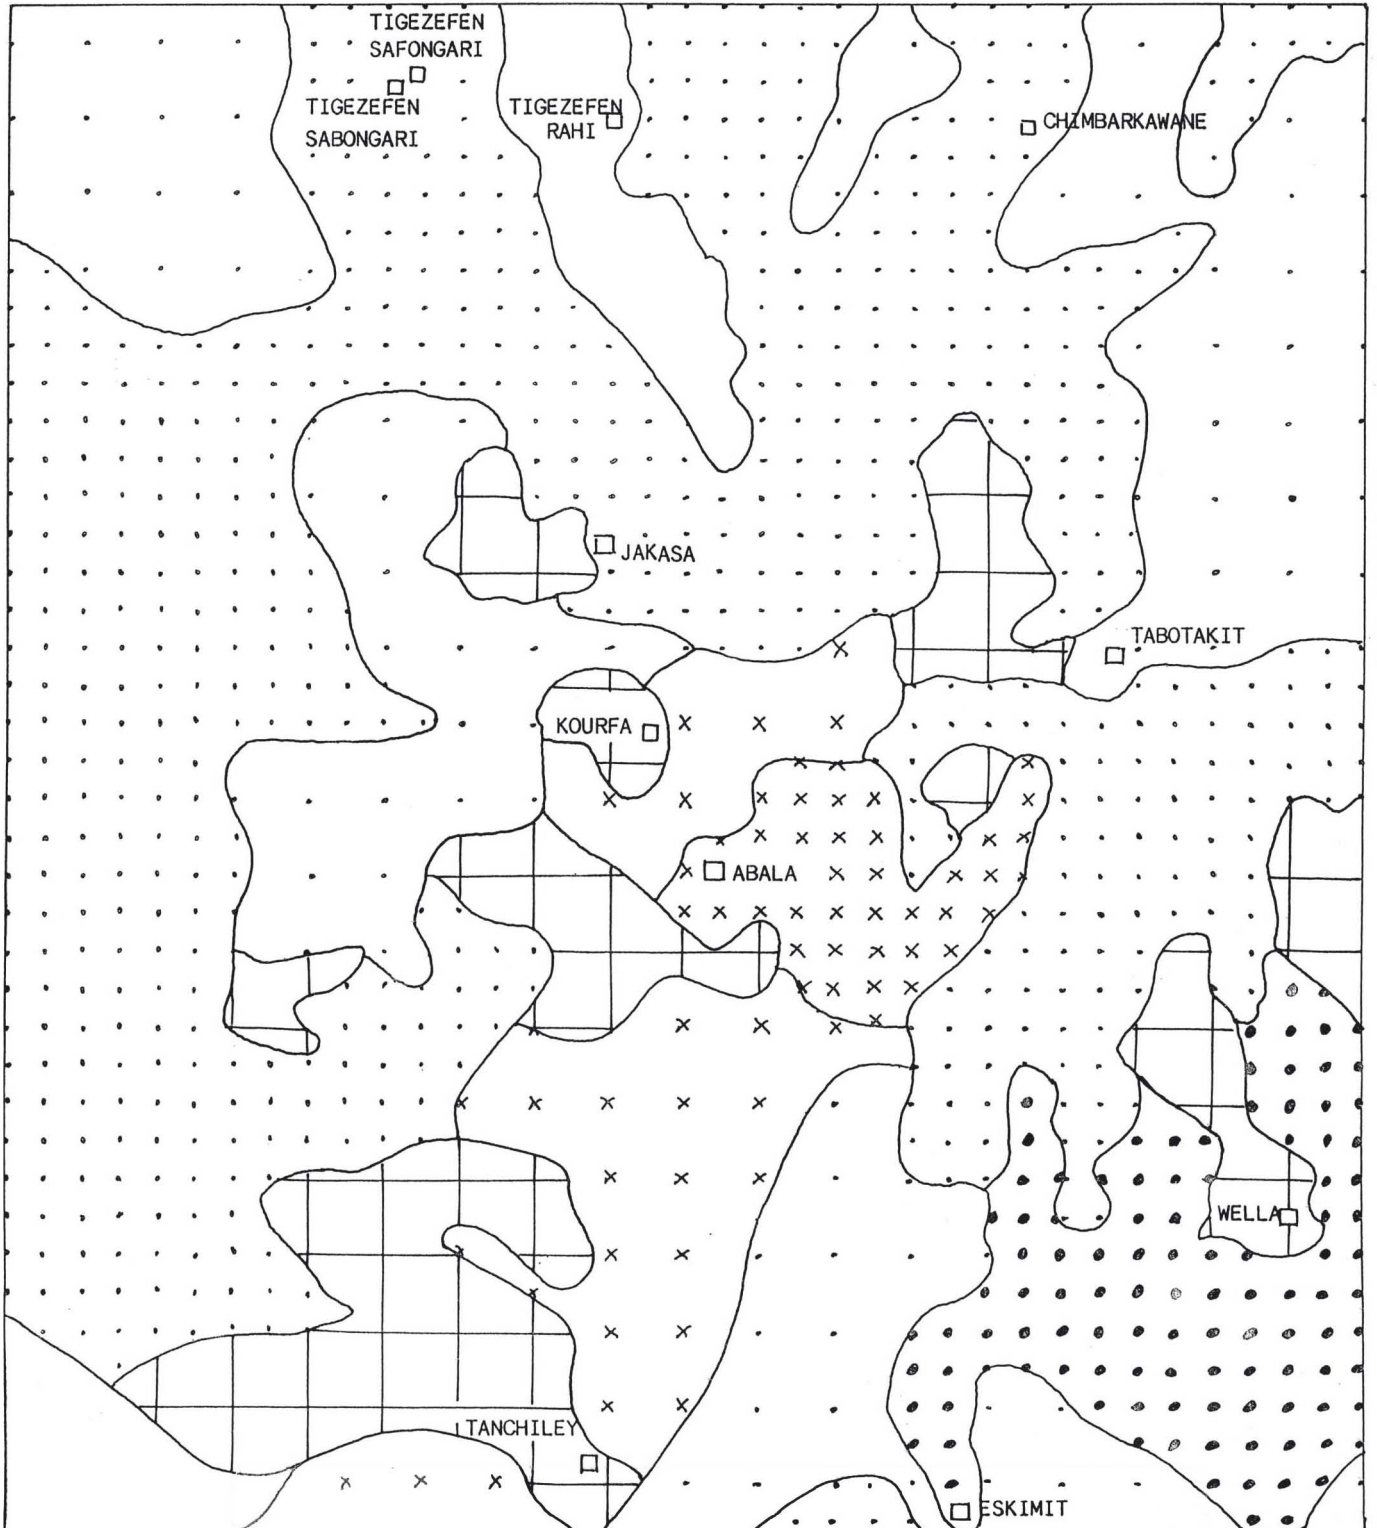 TIGEZEFEN
SAFONGARI
TIGEZEFEN
SABONGARI
TIGEZEFEN
RAHI
CHIMBARKAWANE
JAKASA
TABOTAKIT
KOURFA
ABALA
WELLA
TANCHILEY
ESKIMIT